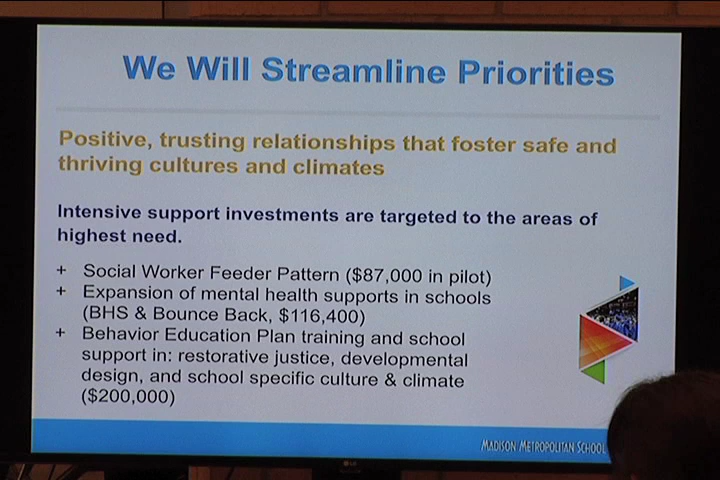 We Will Streamline Priorities
Positive, trusting relationships that foster safe and
thriving cultures and climates
Intensive support investments are targeted to the areas of
highest need.
+ Social Worker Feeder Pattern ($87,000 in pilot)
+ Expansion of mental health supports in schools
(BHS & Bounce Back, $116,400)
+ Behavior Education Plan training and school
support in: restorative justice, developmental
design, and school specific culture & climate
($200,000)
MADISON METROPOLITAN SCHOOL
LG